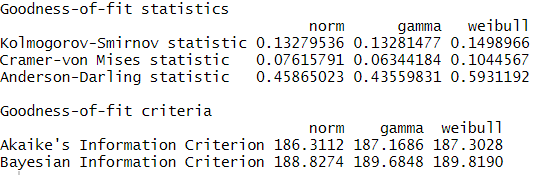 Goodness-of-fit statistics
norm gamma weibull
Kolmogorov-Smirnov statistic 0.13279536 0.13281477 0.1498966
Cramer-von Mises statistic 0.07615791 0.06344184 0.1044567
Anderson-Darling statistic 0.45865023 0.43559831 0.5931192
Goodness-of-fit criteria
norm gamma weibull
Akaike's Information Criterion 186.3112 187.1686 187.3028
Bayesian Information Criterion 188.8274 189.6848 189.8190